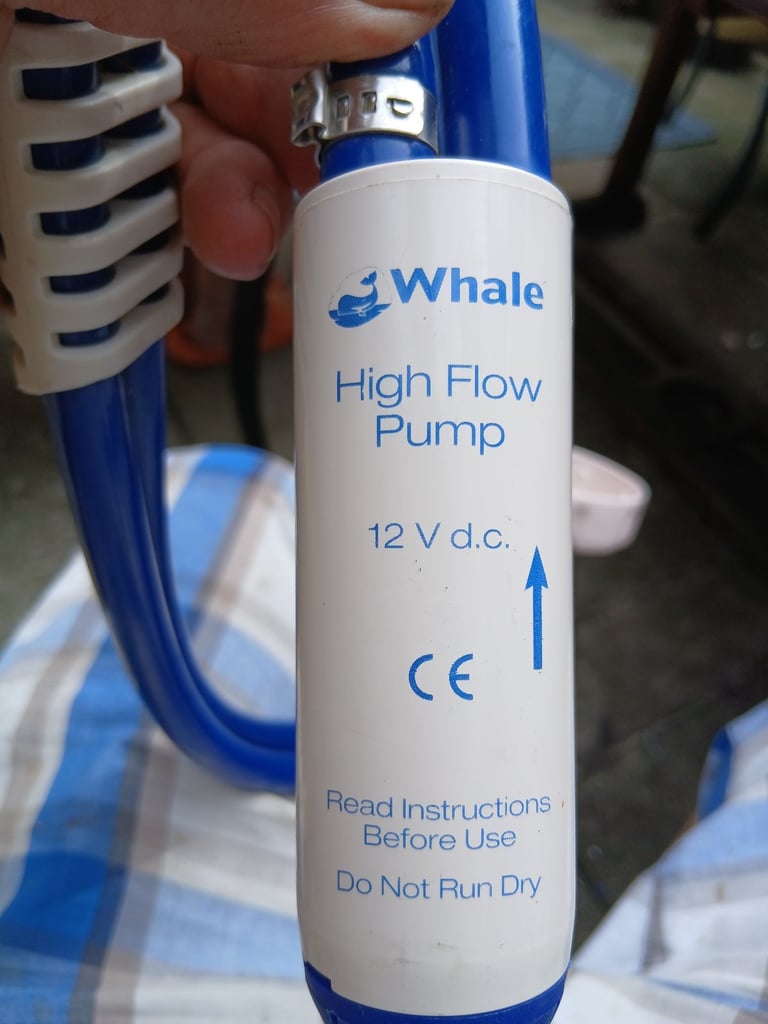 Whale
High Flow
Pump
12 V d.c.
CE
Read Instructions
Before Use
Do Not Run Dry